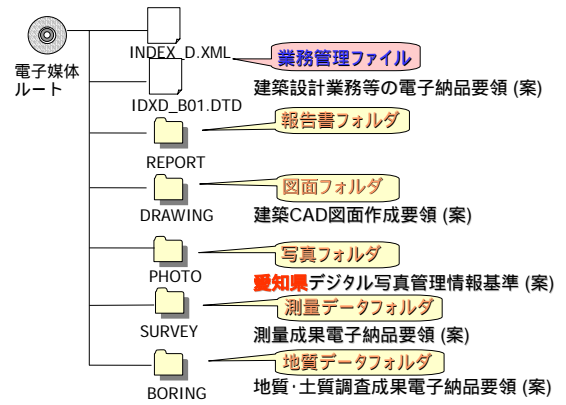 電子媒体
ルート
INDEX_D.XML
業務管理ファイル
建築設計業務等の電子納品要領 (案)
IDXD_B01.DTD
報告書フォルダ
REPORT
図面フォルダ
DRAWING
建築CAD図面作成要領 (案)
写真フォルダ
PHOTO
愛知県デジタル写真管理情報基準 (案)
測量データフォルダ
SURVEY
測量成果電子納品要領 (案)
地質データフォルダ
BORING
地質・土質調査成果電子納品要領 (案)